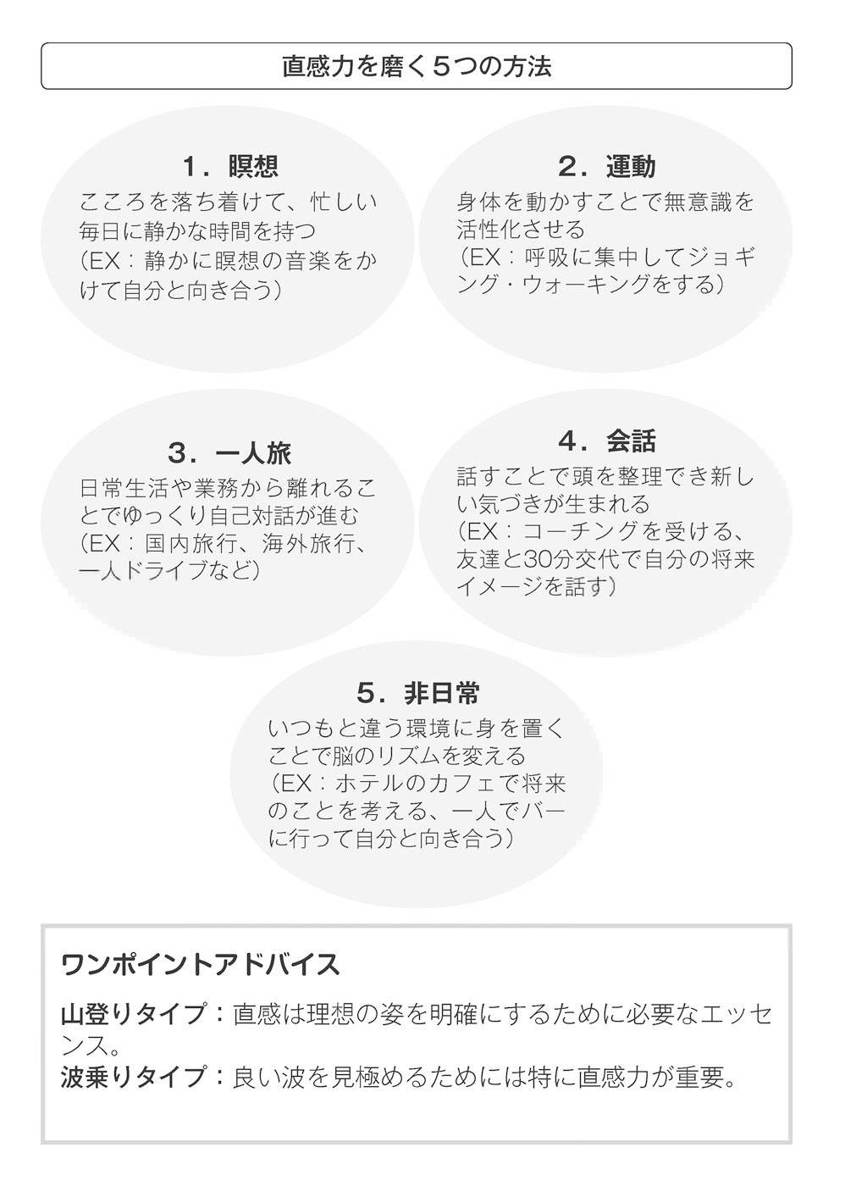 直感力を磨く５つの方法
１．瞑想
こころを落ち着けて、忙しい
毎日に静かな時間を持つ
（EX：静かに瞑想の音楽をか
けて自分と向き合う）
２．運動
身体を動かすことで無意識を
活性化させる
（EX：呼吸に集中してジョギ
ング・ウォーキングをする）
３．一人旅
日常生活や業務から離れるこ
とでゆっくり自己対話が進む
（EX：国内旅行、海外旅行、
一人ドライブなど）
４．会話
話すことで頭を整理でき新し
い気づきが生まれる
（EX：コーチングを受ける、
友達と30分交代で自分の将来
イメージを話す）
５．非日常
いつもと違う環境に身を置く
ことで脳のリズムを変える
（EX：ホテルのカフェで将来
のことを考える、一人でバー
に行って自分と向き合う）
ワンポイントアドバイス
山登りタイプ：直感は理想の姿を明確にするために必要なエッセ
ンス。
波乗りタイプ：良い波を見極めるためには特に直感力が重要。